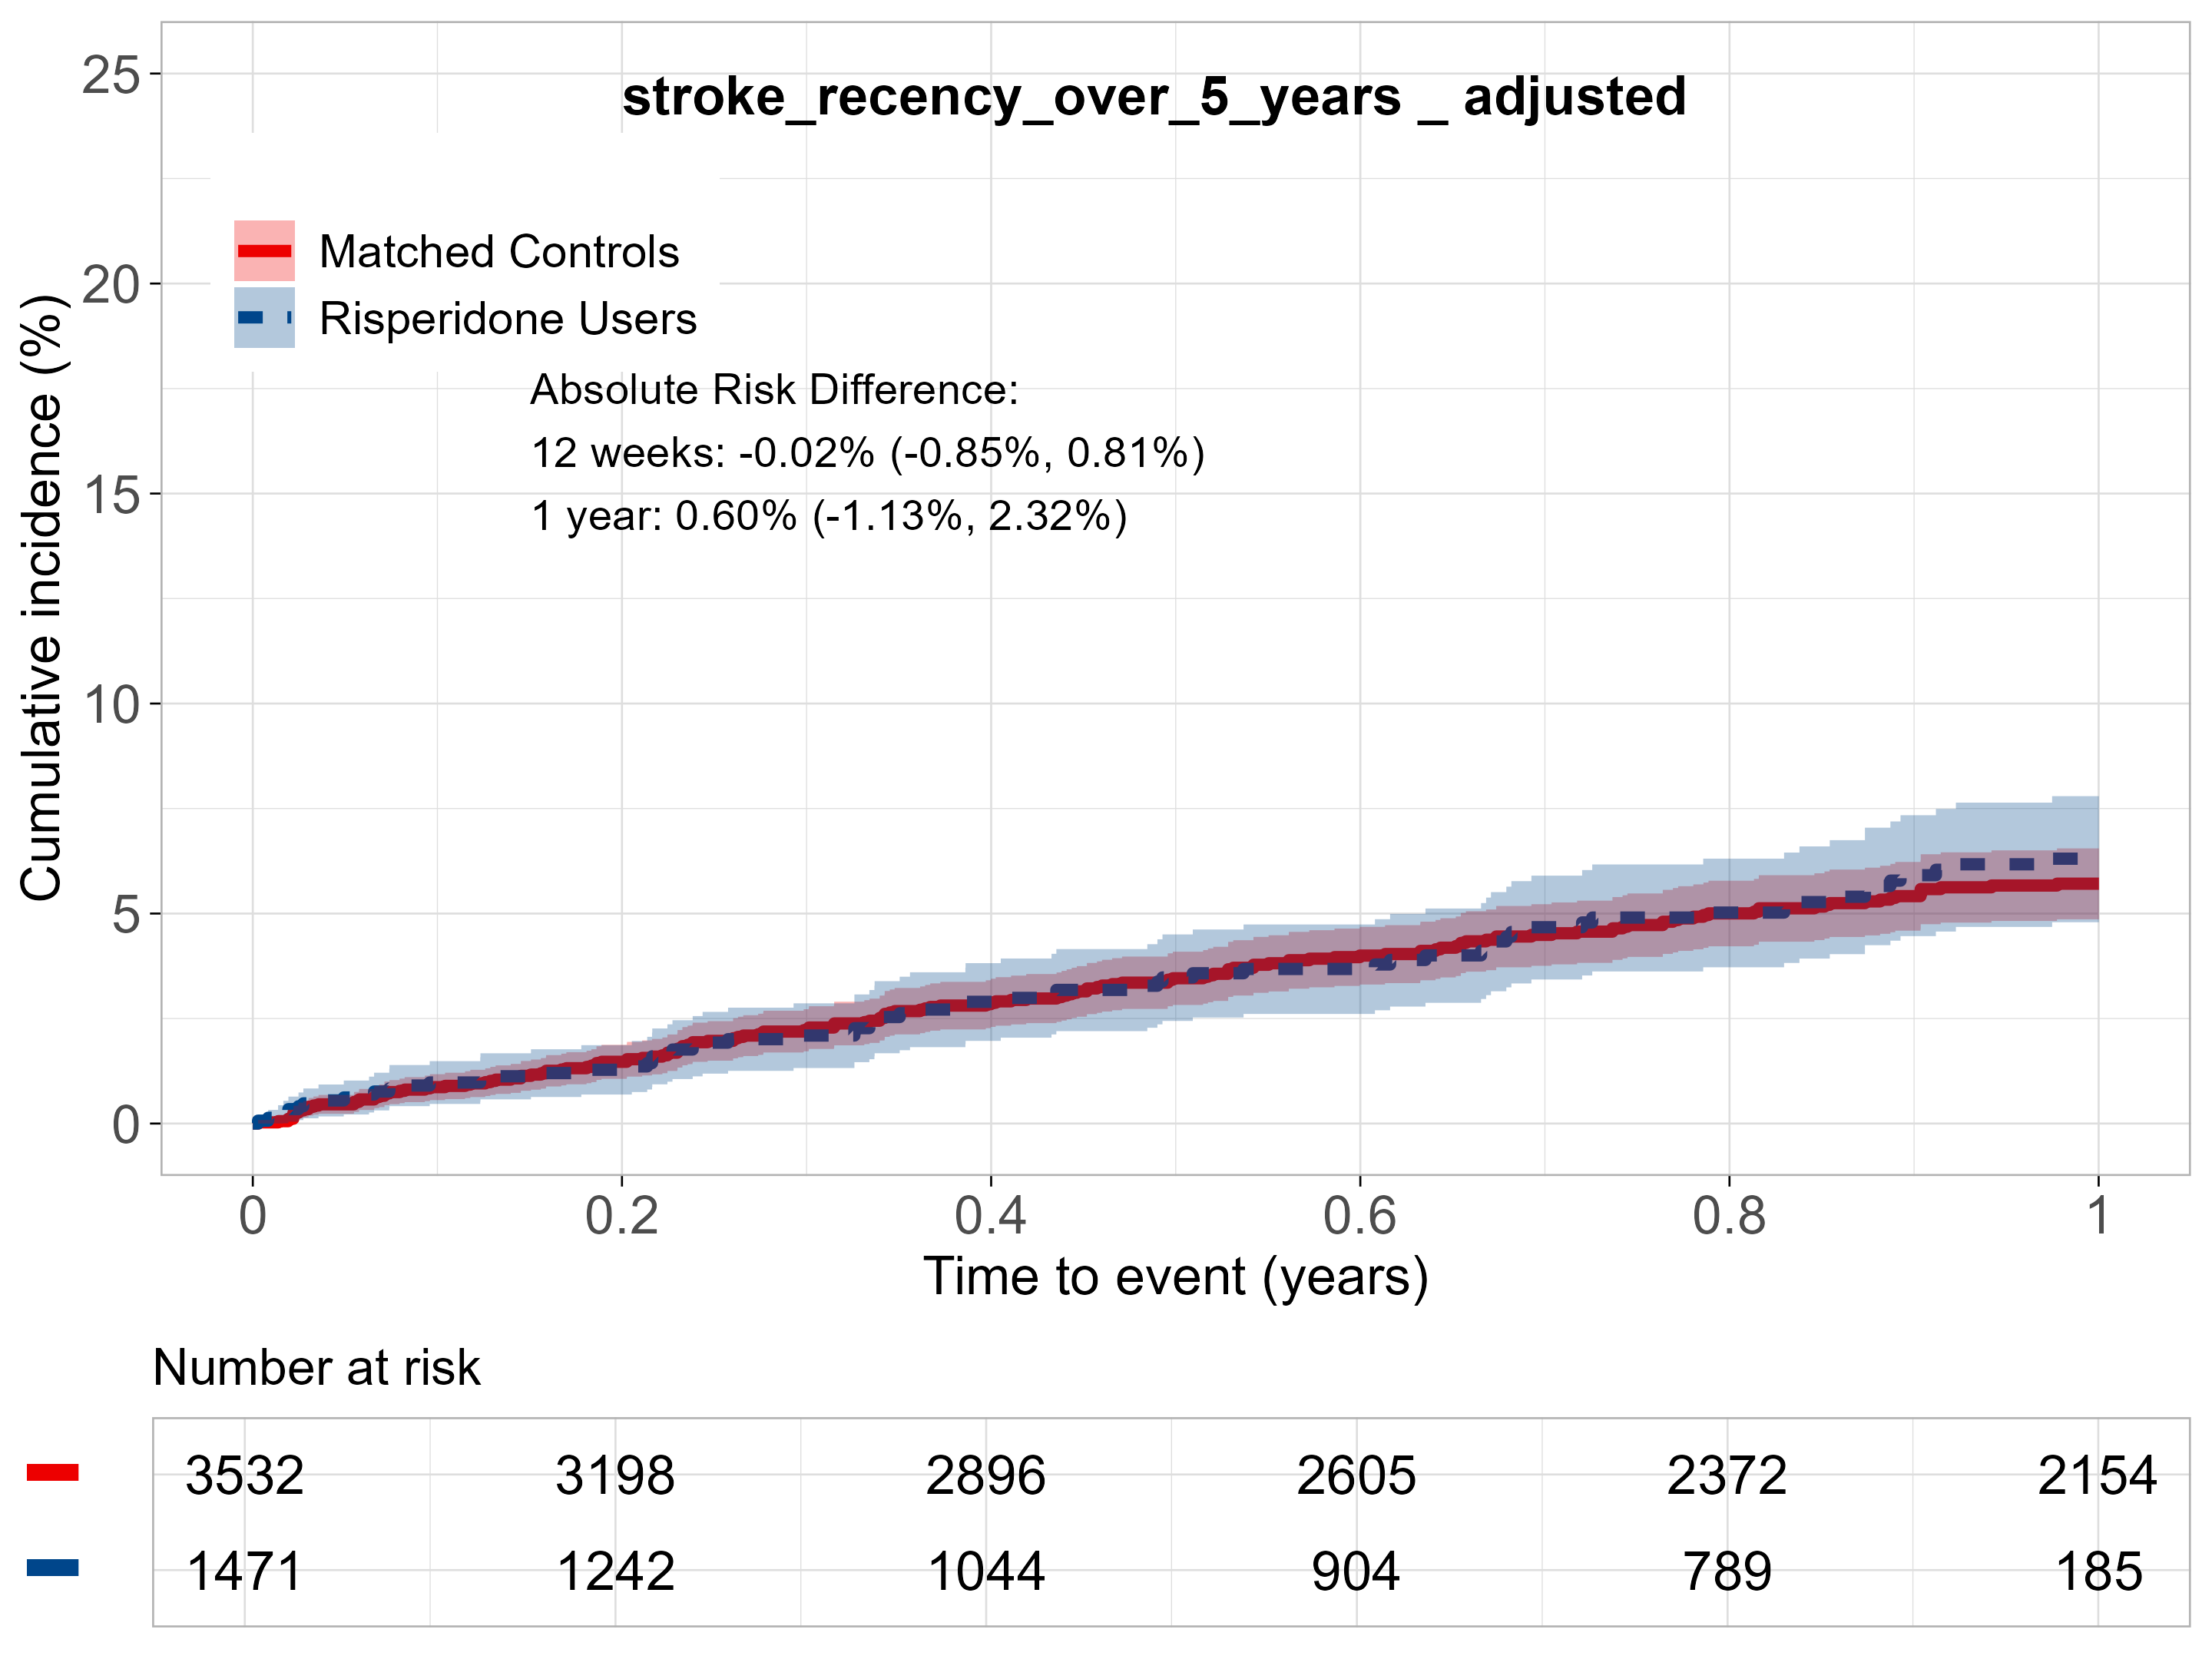 stroke_recency_over_5_years _ adjusted
Matched Controls
Risperidone Users
Absolute Risk Difference:
12 weeks: -0.02% (-0.85%, 0.81%)
1 year: 0.60% (-1.13%, 2.32%)
Cumulative incidence (%)
25
20
15
10
5
0
0 0.2 0.4 0.6 0.8 1
Time to event (years)
Number at risk
3532 3198 2896 2605 2372 2154
1471 1242 1044 904 789 185